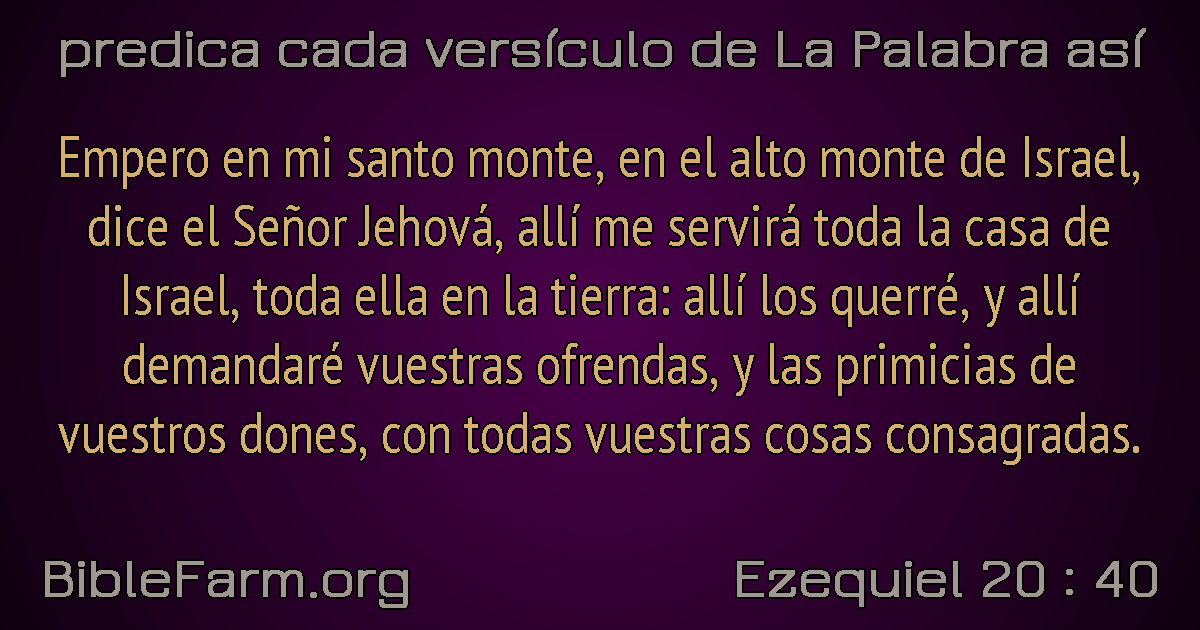 predica cada versículo de La Palabra así
Empero en mi santo monte, en el alto monte de Israel,
dice el Señor Jehová, allí me servirá toda la casa de
Israel, toda ella en la tierra: allí los querré, y allí
demandaré vuestras ofrendas, y las primicias de
vuestros dones, con todas vuestras cosas consagradas.
BibleFarm.org
Ezequiel 20 : 40